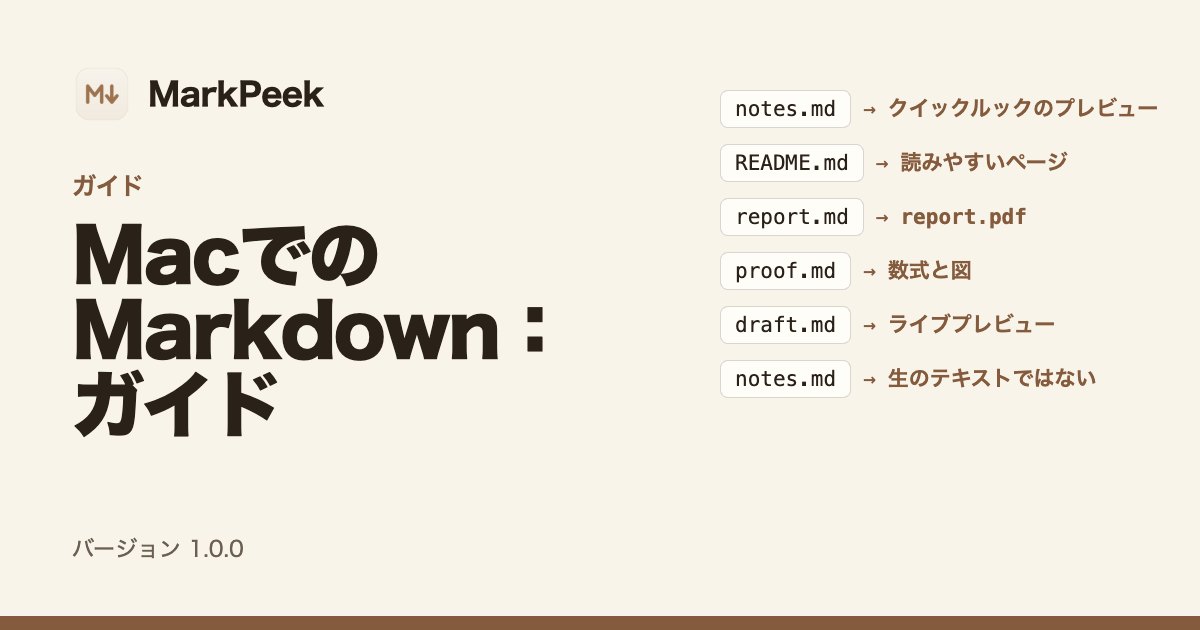 M↓ MarkPeek
ガイド
Macでの
Markdown：
ガイド
バージョン 1.0.0
notes.md → クイックルックのプレビュー
README.md → 読みやすいページ
report.md → report.pdf
proof.md → 数式と図
draft.md → ライブプレビュー
notes.md → 生のテキストではない